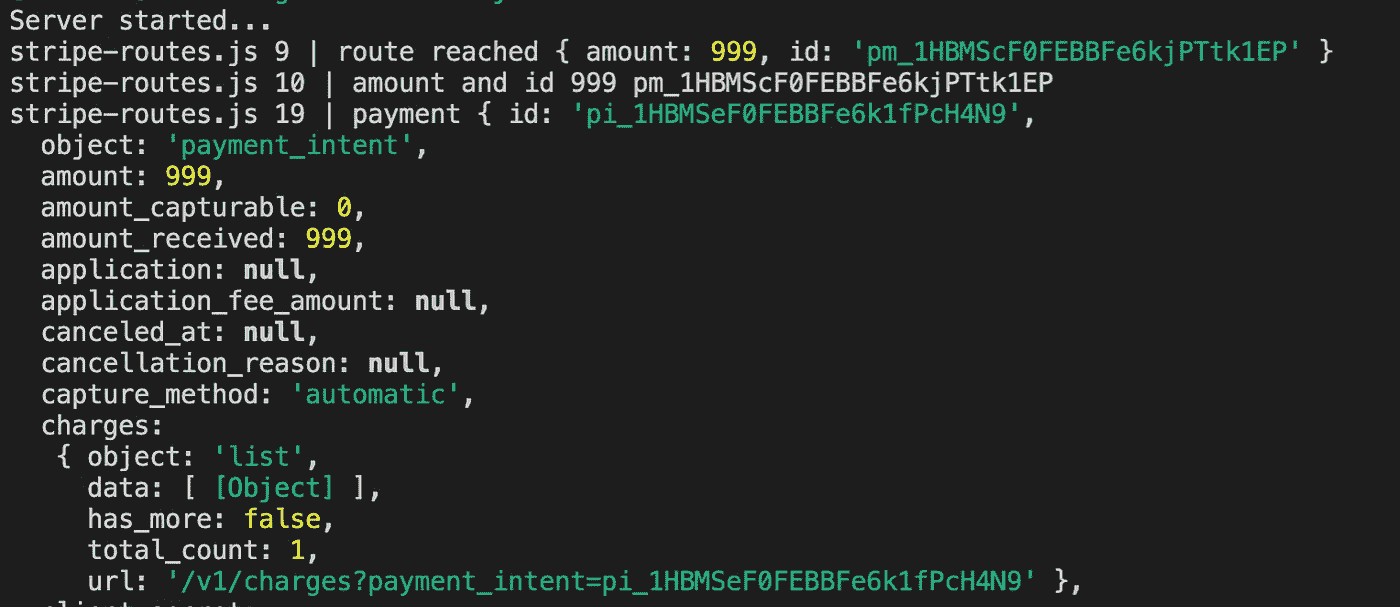 Server started...
stripe-routes.js 9 | route reached { amount: 999, id: 'pm_1HBMScF0FEBBFe6kjPTtk1EP' }
stripe-routes.js 10 | amount and id 999 pm_1HBMScF0FEBBFe6kjPTtk1EP
stripe-routes.js 19 | payment { id: 'pi_1HBMSeF0FEBBFe6k1fPcH4N9',
  object: 'payment_intent',
  amount: 999,
  amount_capturable: 0,
  amount_received: 999,
  application: null,
  application_fee_amount: null,
  canceled_at: null,
  cancellation_reason: null,
  capture_method: 'automatic',
  charges:
   { object: 'list',
     data: [ [Object] ],
     has_more: false,
     total_count: 1,
     url: '/v1/charges?payment_intent=pi_1HBMSeF0FEBBFe6k1fPcH4N9' },